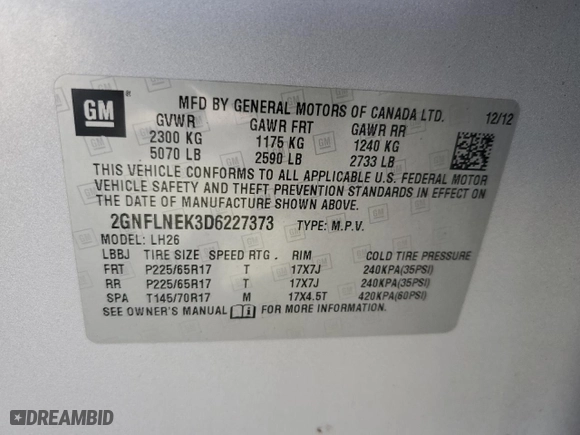 GM
MFD BY GENERAL MOTORS OF CANADA LTD.
12/12
GVWR GAWR FRT GAWR RR
2300 KG 1175 KG 1240 KG
5070 LB 2590 LB 2733 LB
THIS VEHICLE CONFORMS TO ALL APPLICABLE U.S. FEDERAL MOTOR
VEHICLE SAFETY AND THEFT PREVENTION STANDARDS IN EFFECT ON
THE DATE OF MANUFACTURE SHOWN ABOVE.
2GNFLNEK3D6227373 TYPE: M.P.V.
MODEL: LH26
LBBJ TIRE SIZE SPEED RTG . RIM COLD TIRE PRESSURE
FRT P225/65R17 T 17X7J 240KPA(35PSI)
RR P225/65R17 T 17X7J 240KPA(35PSI)
SPA T145/70R17 M 17X4.5T 420KPA(60PSI)
SEE OWNER'S MANUAL FOR MORE INFORMATION.
DREAMBID